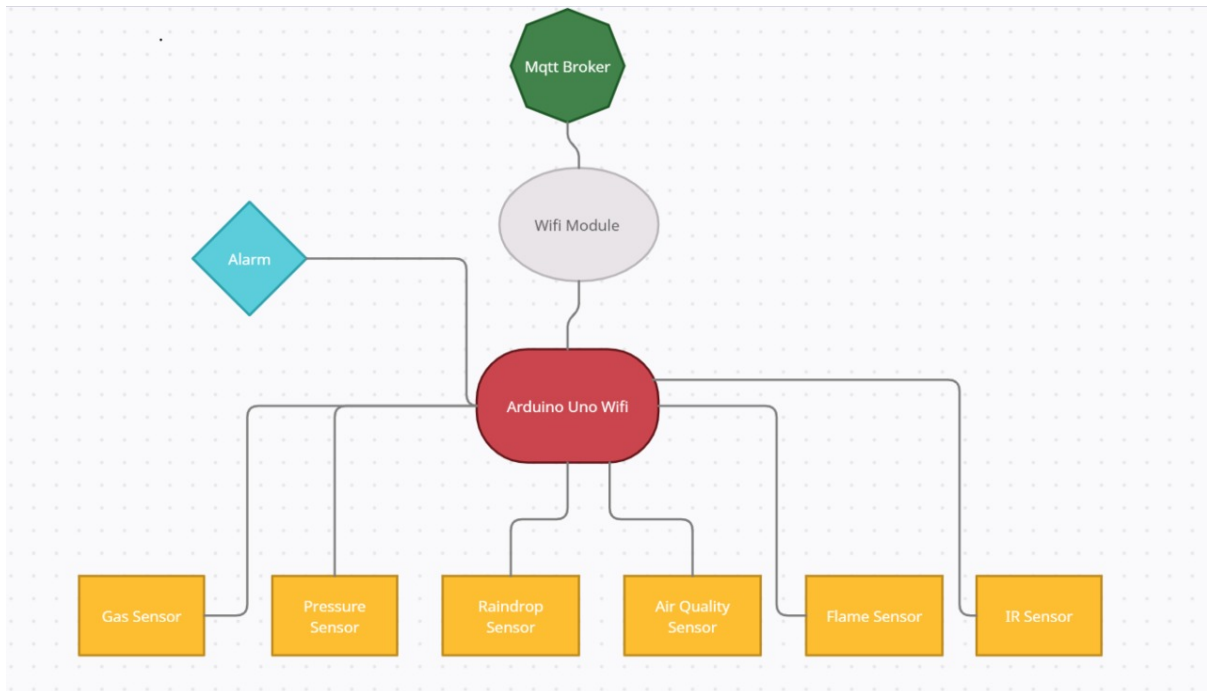 Mqtt Broker
Wifi Module
Alarm
Arduino Uno Wifi
Gas Sensor
Pressure
Sensor
Raindrop
Sensor
Air Quality
Sensor
Flame Sensor
IR Sensor